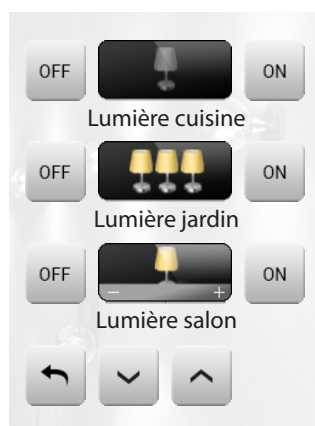 OFF ON
Lumière cuisine
OFF ON
Lumière jardin
OFF - + ON
Lumière salon